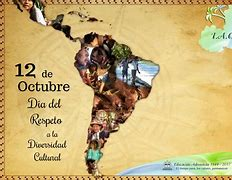 I.A.C
12 de
Octubre
Día del
Respeto
a la
Diversidad
Cultural